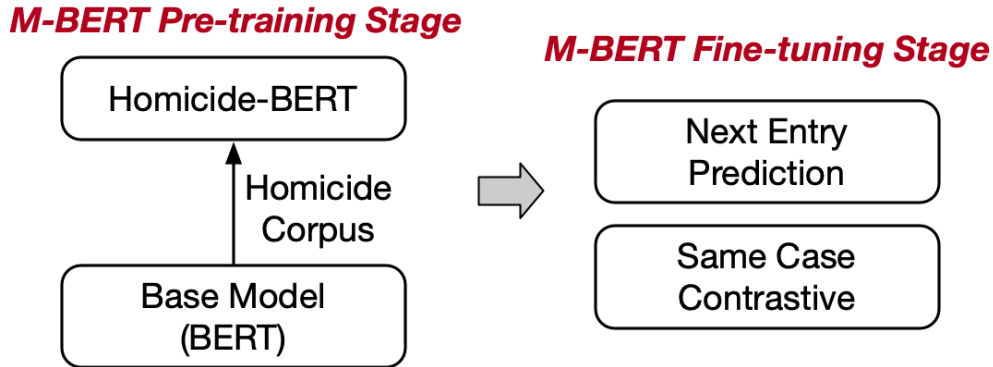 M-BERT Pre-training Stage
Homicide-BERT
Homicide
Corpus
Base Model
(BERT)
M-BERT Fine-tuning Stage
Next Entry
Prediction
Same Case
Contrastive